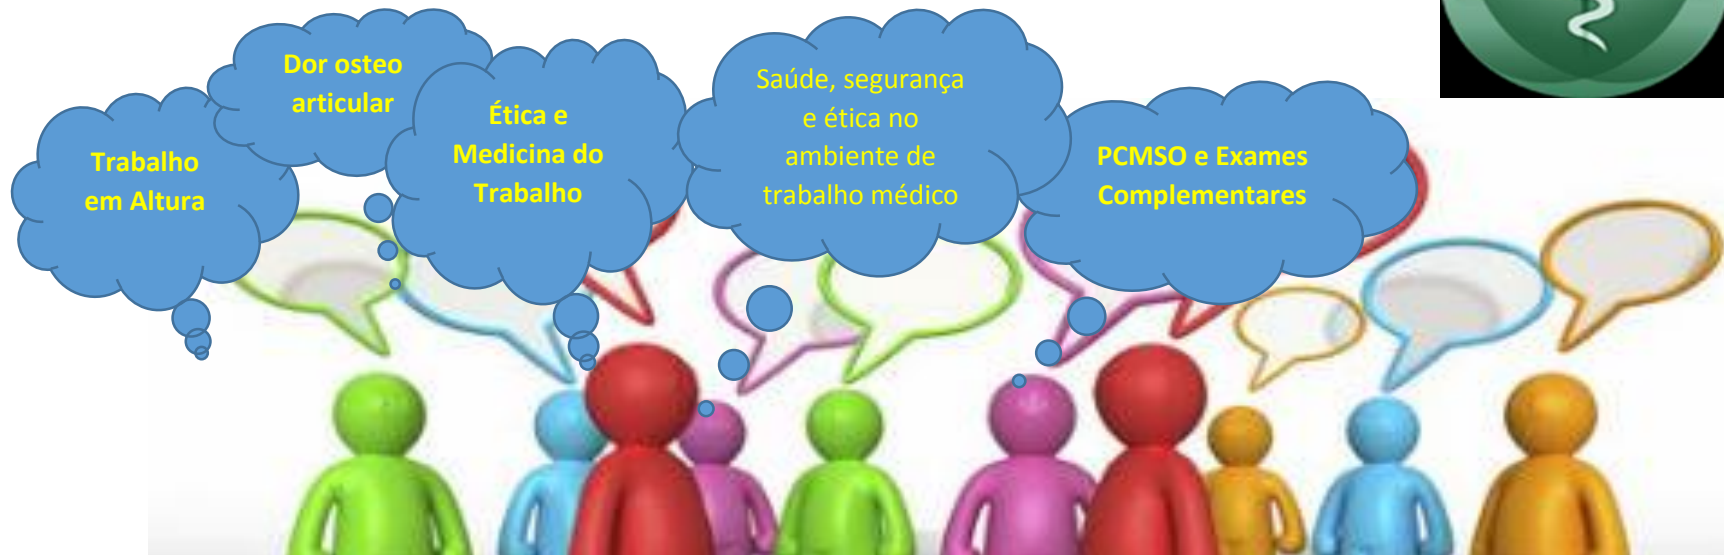 Trabalho
em Altura
Dor osteo
articular
Ética e
Medicina do
Trabalho
Saúde, segurança
e ética no
ambiente de
trabalho médico
PCMSO e Exames
Complementares